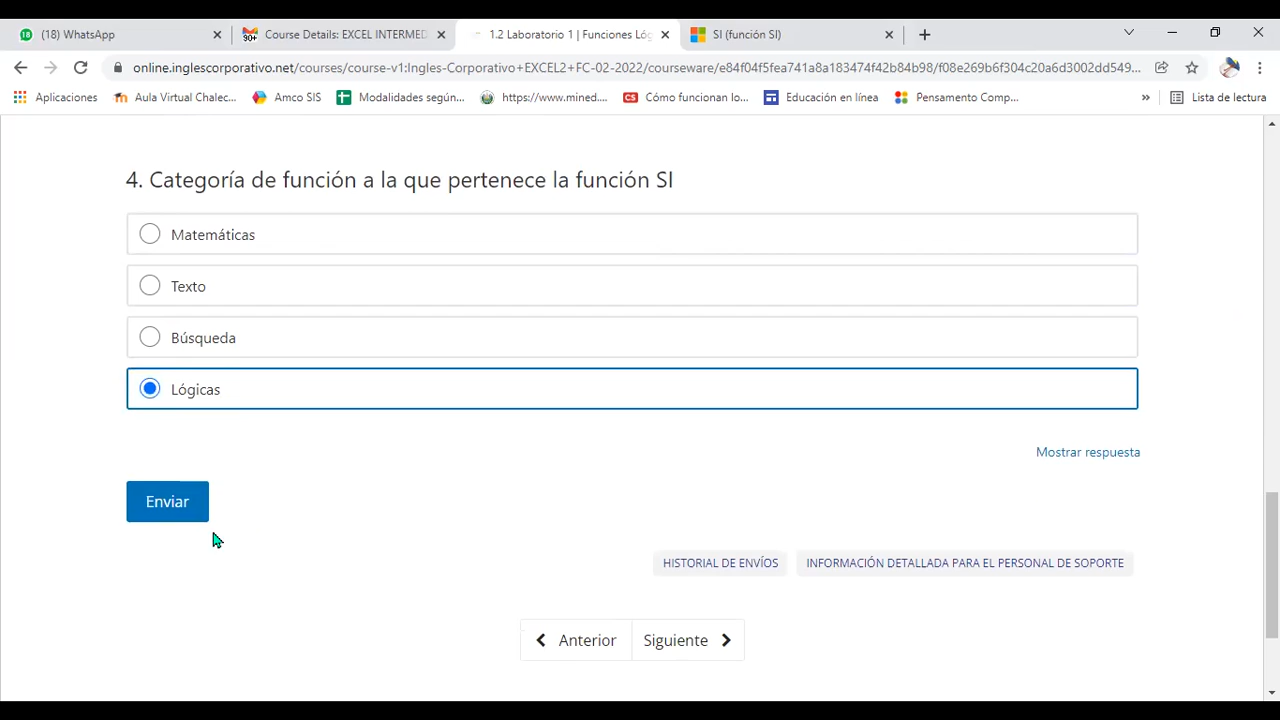 18
(18) WhatsApp
90+
Course Details: EXCEL INTERMED
1.2 Laboratorio 1 | Funciones Lóg
SI (función SI)
online.inglescorporativo.net/courses/course-v1:Ingles-Corporativo+EXCEL2+FC-02-2022/courseware/e84f04f5fea741a8a183474f42b84b98/f08e269b6f304c20a6d3002dd549...
Aplicaciones
Aula Virtual Chalec...
Amco SIS
Modalidades según...
https://www.mined....
CS
Cómo funcionan lo...
Educación en línea
Pensamento Comp...
»
Lista de lectura
4. Categoría de función a la que pertenece la función SI
Matemáticas
Texto
Búsqueda
Lógicas
Mostrar respuesta
Enviar
HISTORIAL DE ENVÍOS
INFORMACIÓN DETALLADA PARA EL PERSONAL DE SOPORTE
Anterior
Siguiente